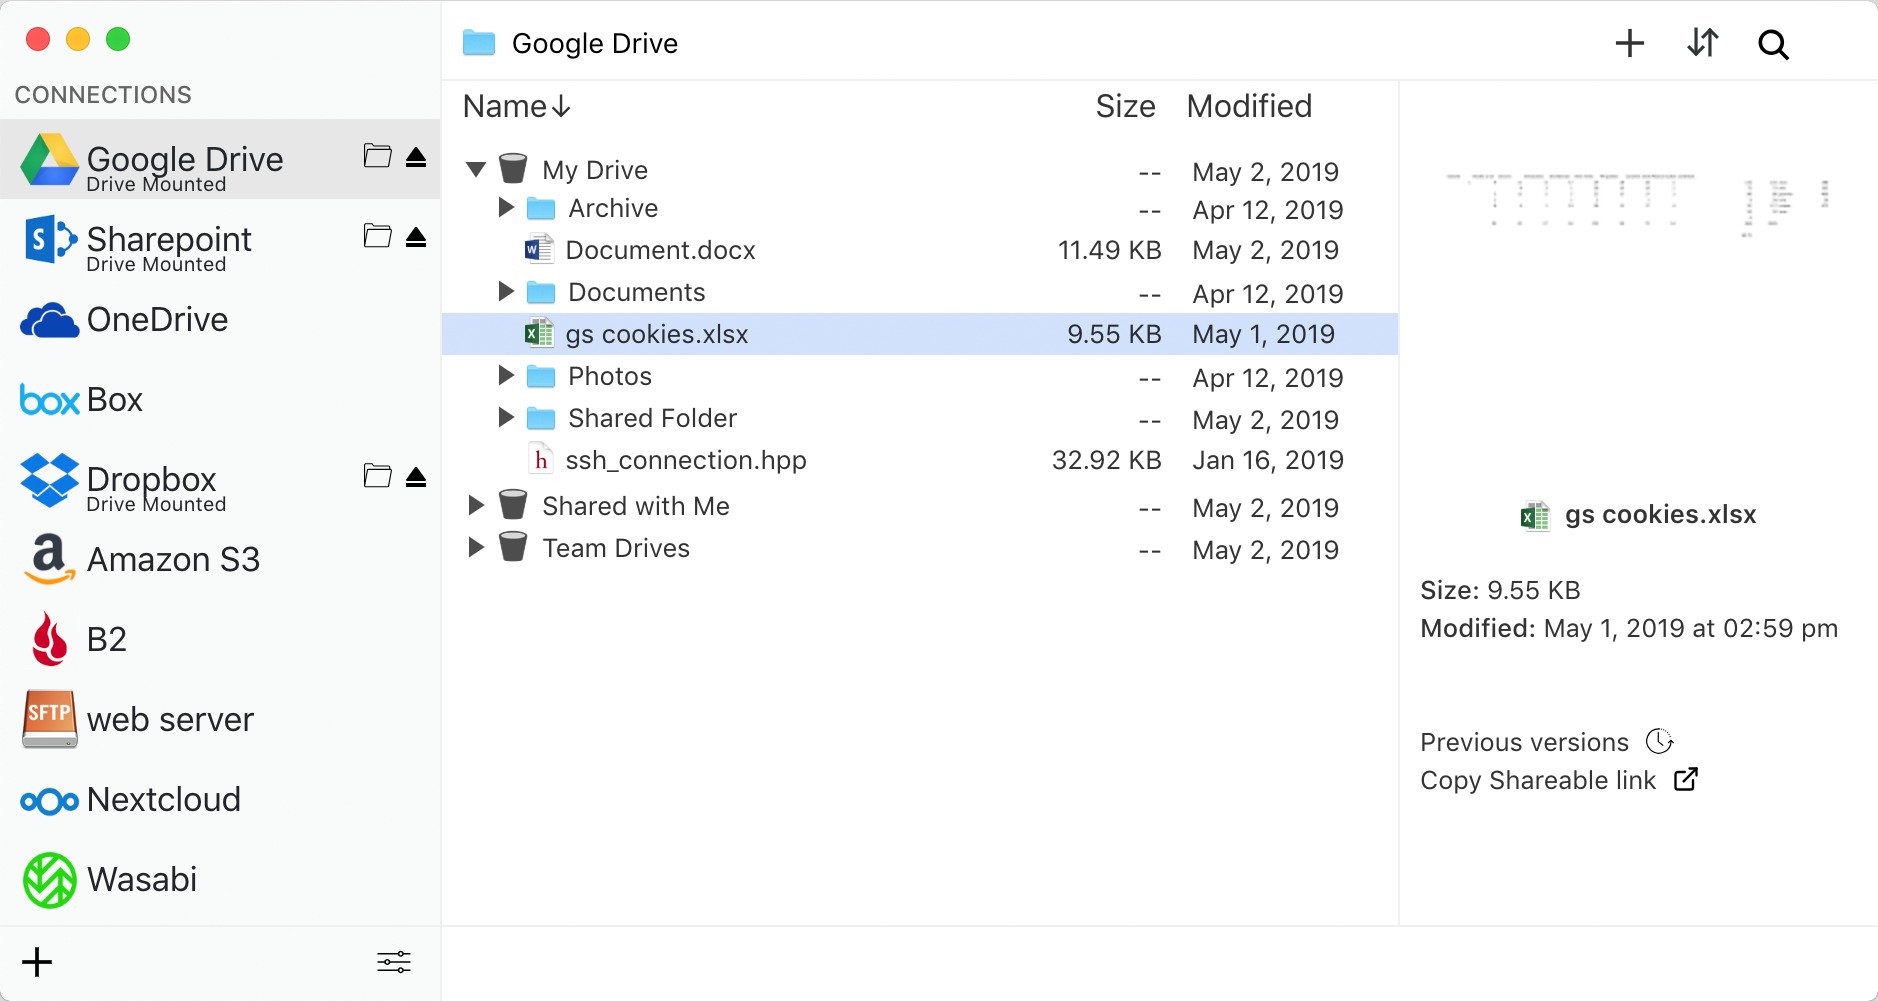 CONNECTIONS
Google Drive
Drive Mounted
S
Sharepoint
Drive Mounted
OneDrive
box Box
Dropbox
Drive Mounted
a Amazon S3
B2
SFTP web server
Nextcloud
Wasabi
Google Drive
Name↓ Size Modified
My Drive -- May 2, 2019
Archive -- Apr 12, 2019
W Document.docx 11.49 KB May 2, 2019
Documents -- Apr 12, 2019
X gs cookies.xlsx 9.55 KB May 1, 2019
Photos -- Apr 12, 2019
Shared Folder -- May 2, 2019
h ssh_connection.hpp 32.92 KB Jan 16, 2019
Shared with Me -- May 2, 2019
Team Drives -- May 2, 2019
X gs cookies.xlsx
Size: 9.55 KB
Modified: May 1, 2019 at 02:59 pm
Previous versions
Copy Shareable link